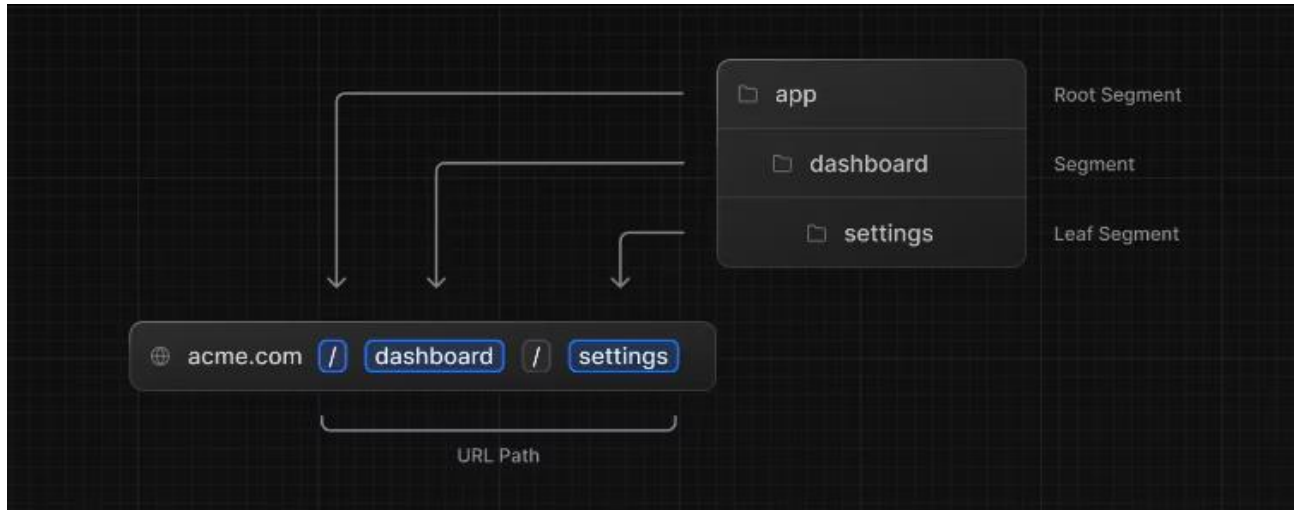 app
Root Segment
dashboard
Segment
settings
Leaf Segment
acme.com / dashboard / settings
URL Path